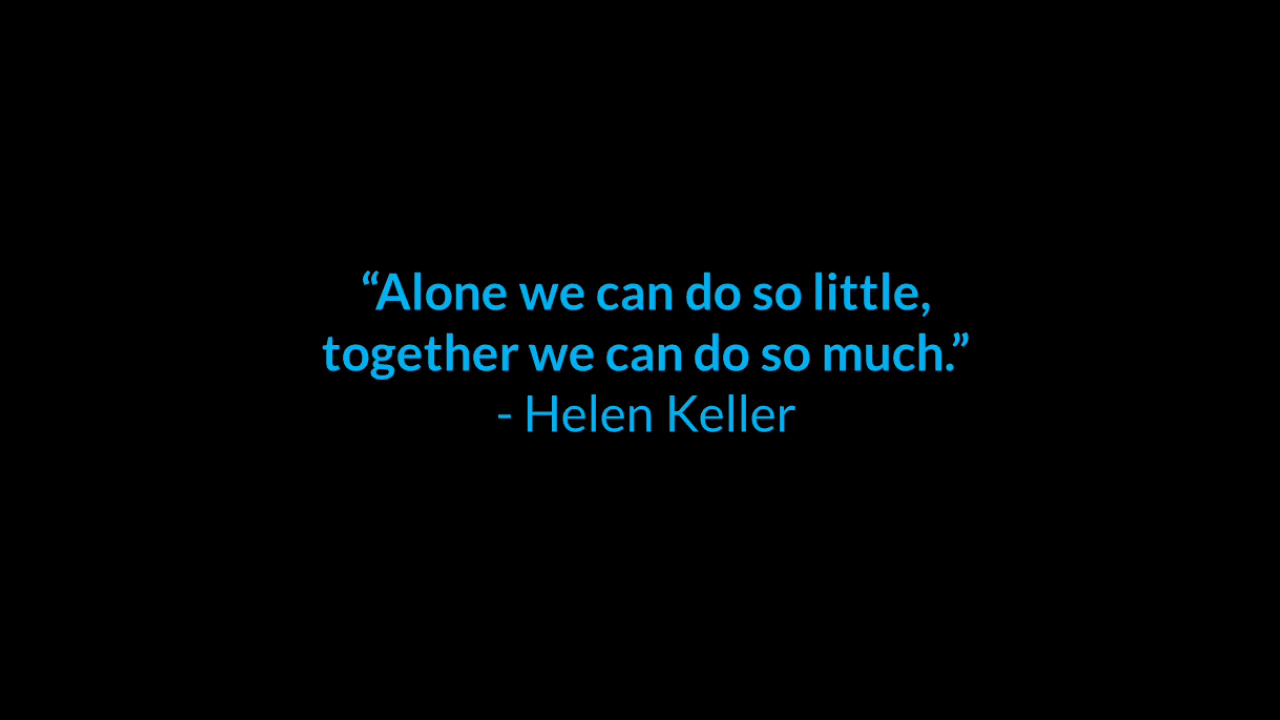 “Alone we can do so little,
together we can do so much.”
- Helen Keller